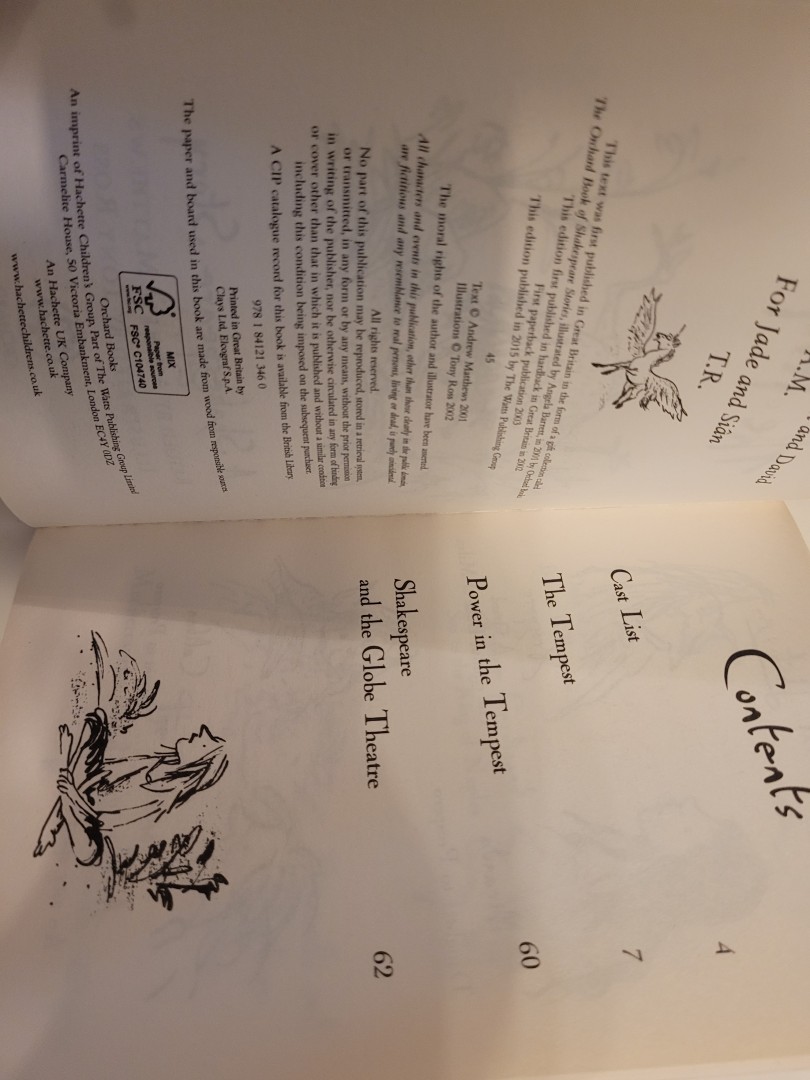 A.M.
and David
For Jade and Siân
T.R.
This text was first published in Great Britain in the form of a gift collection called
The Orchard Book of Shakespeare Stories, illustrated by Angela Barrett, in 2001 by Orchard
This edition first published in hardback in Great Britain in 2002
First paperback publication 2003
This edition published in 2015 by The Watts Publishing Group
45
Text © Andrew Matthews 2001
Illustrations © Tony Ross 2002
The moral rights of the author and illustrator have been asserted.
All characters and events in this publication, other than those clearly in the public domain,
are fictitious and any resemblance to real persons, living or dead, is purely coincidental.
All rights reserved.
No part of this publication may be reproduced, stored in a retrieval system,
or transmitted, in any form or by any means, without the prior permission
in writing of the publisher, nor be otherwise circulated in any form of binding
or cover other than that in which it is published and without a similar condition
including this condition being imposed on the subsequent purchaser.
A CIP catalogue record for this book is available from the British Library.
978 1 84121 346 0
Printed in Great Britain by
Clays Ltd, Elcograf S.p.A.
The paper and board used in this book are made from wood from responsible sources
FSC
www.fsc.org
MIX
Paper from
responsible sources
FSC® C104740
Orchard Books
An imprint of Hachette Children's Group, Part of The Watts Publishing Group Limited
Carmelite House, 50 Victoria Embankment, London EC4Y 0DZ
An Hachette UK Company
www.hachette.co.uk
www.hachettechildrens.co.uk
Contents
Cast List 4
The Tempest 7
Power in the Tempest 60
Shakespeare
and the Globe Theatre 62